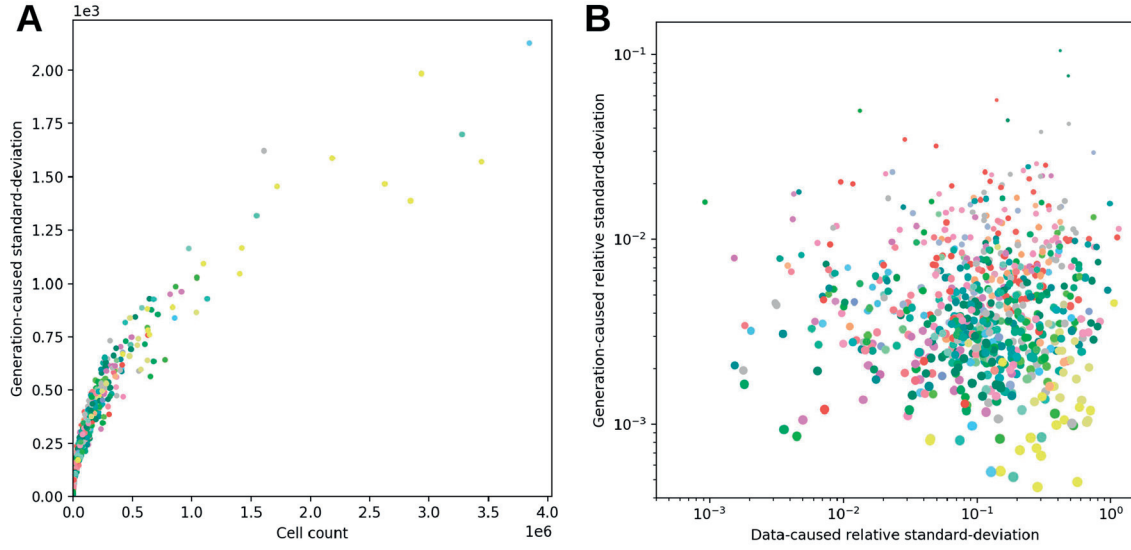 A
1e3
2.00
1.75
1.50
1.25
1.00
0.75
0.50
0.25
0.00
Generation-caused standard-deviation
0.0 0.5 1.0 1.5 2.0 2.5 3.0 3.5 4.0
1e6
Cell count
B
10⁻¹
10⁻²
10⁻³
Generation-caused relative standard-deviation
10⁻³ 10⁻² 10⁻¹ 10⁰
Data-caused relative standard-deviation